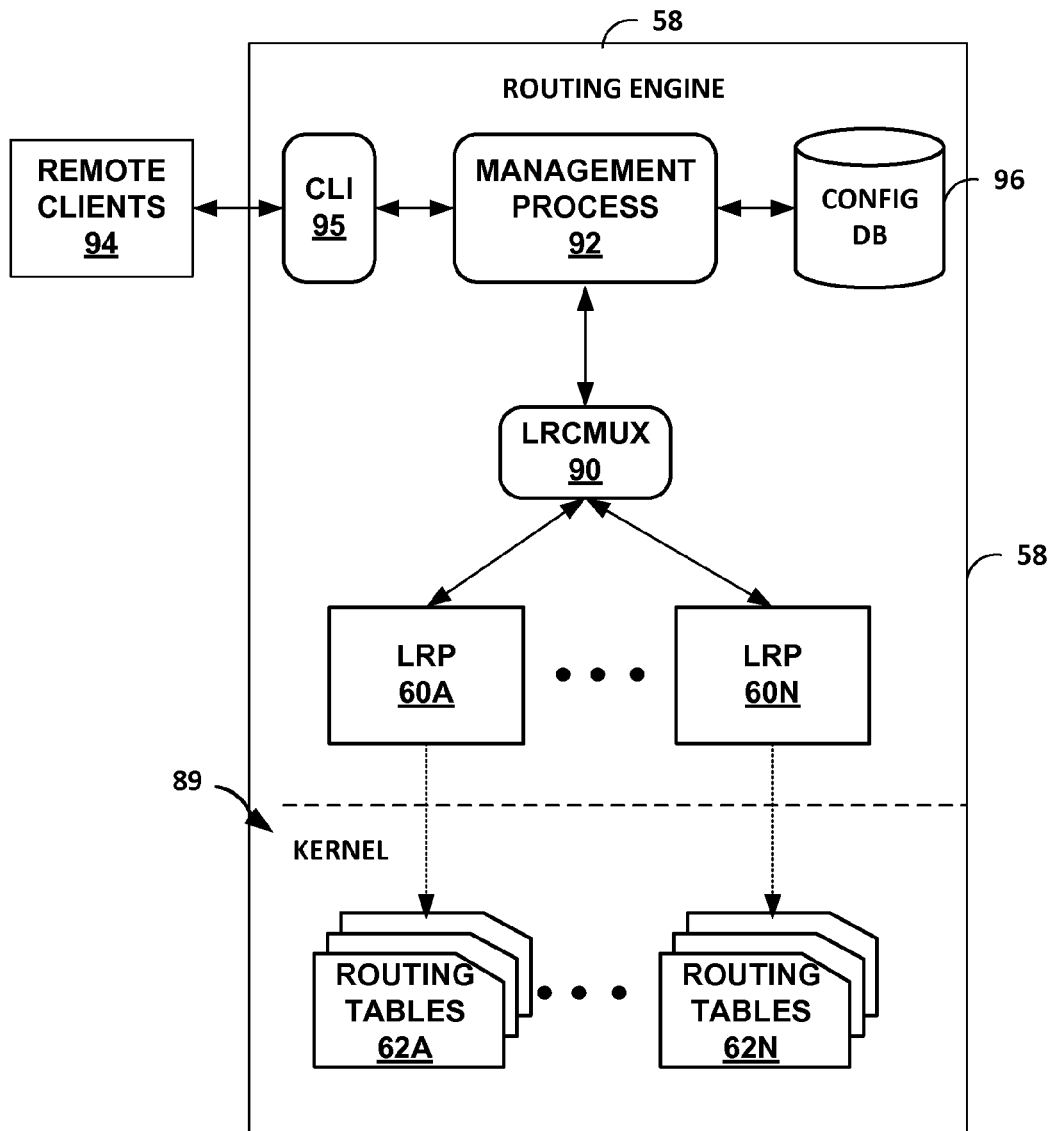 58
ROUTING ENGINE
REMOTE
CLIENTS
94
CLI
95
MANAGEMENT
PROCESS
92
CONFIG
DB
96
LRCMUX
90
58
LRP
60A
LRP
60N
89
KERNEL
ROUTING
TABLES
62A
ROUTING
TABLES
62N